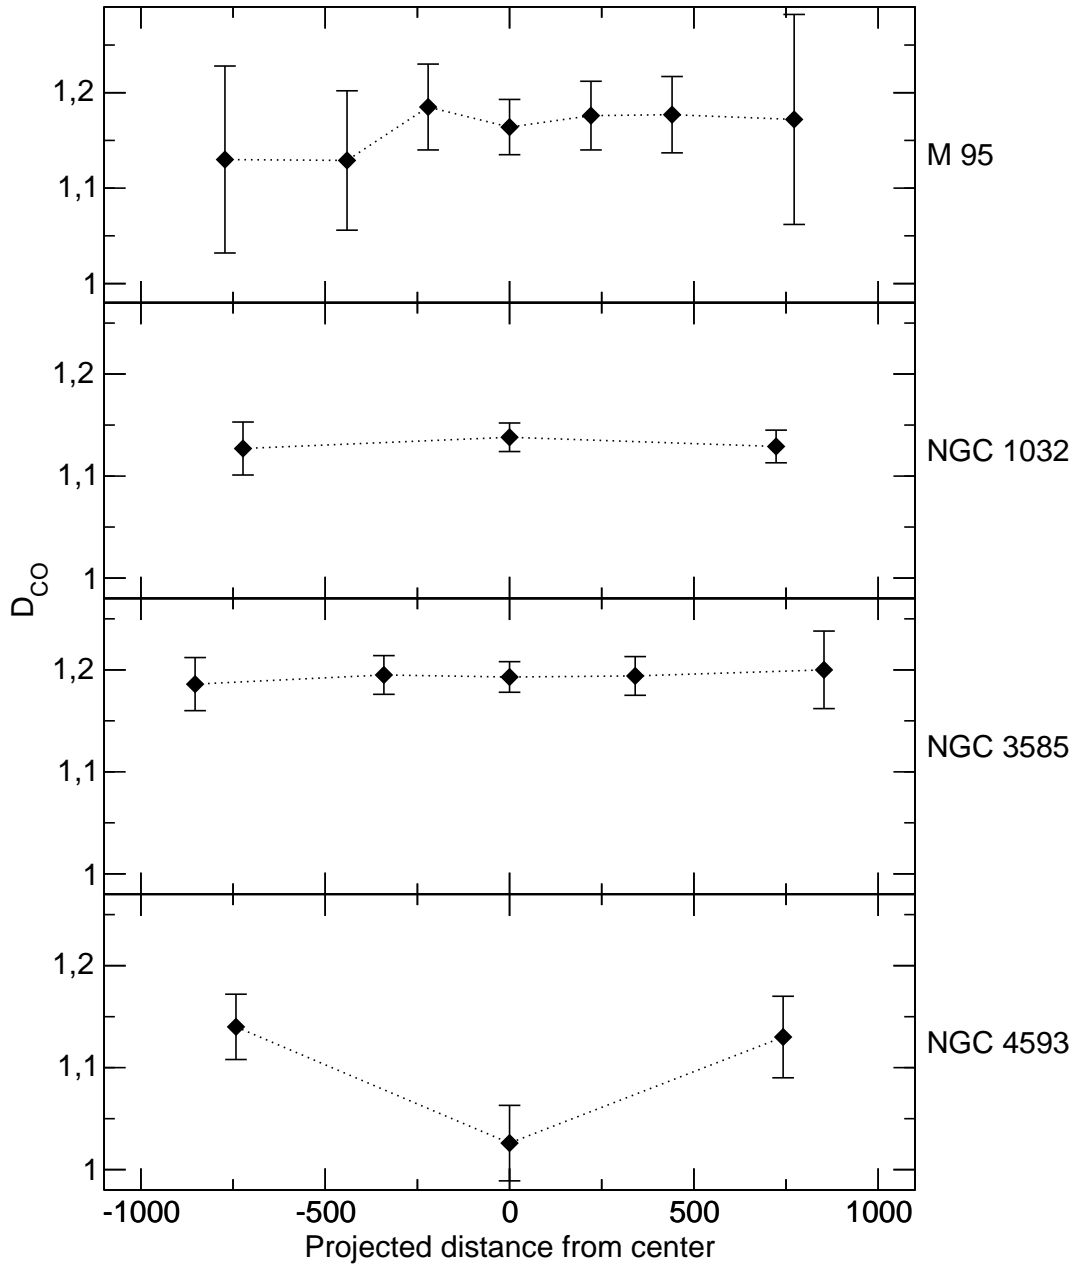 1,2
1,1
1
M 95
1,2
1,1
1
NGC 1032
D_CO
1,2
1,1
1
NGC 3585
1,2
1,1
1
NGC 4593
-1000 -500 0 500 1000
Projected distance from center